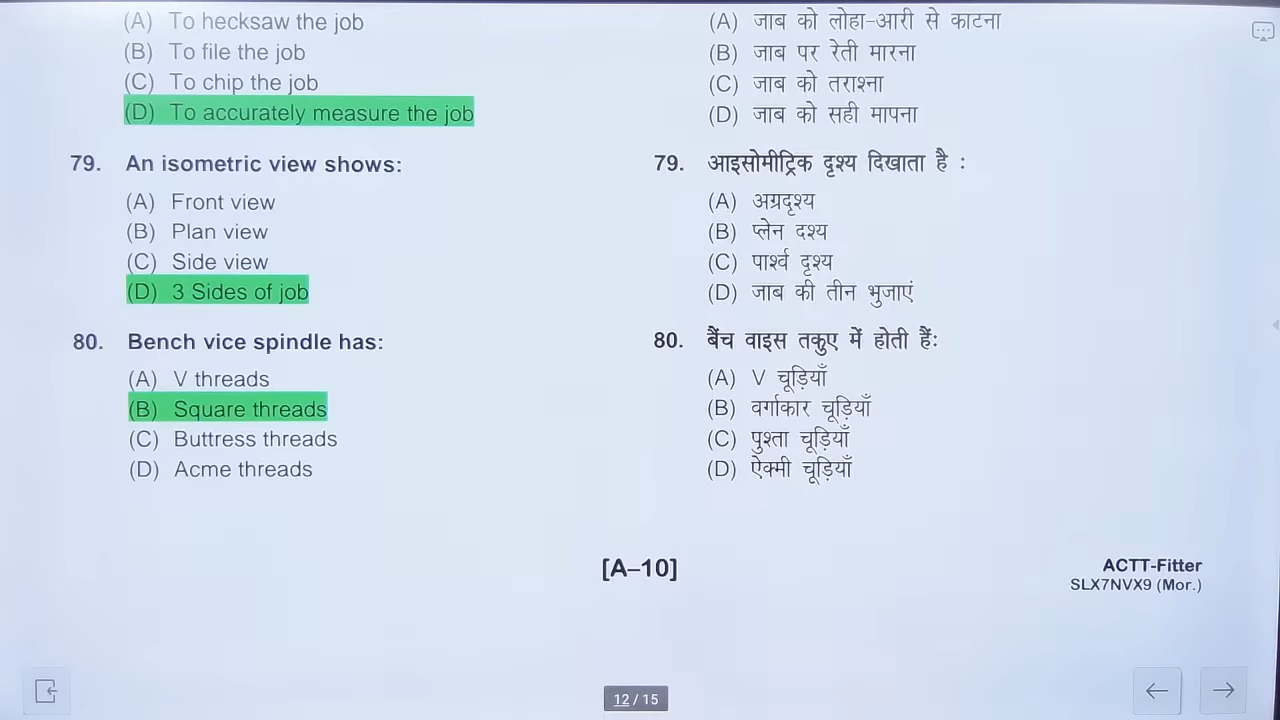 (A) To hecksaw the job
(B) To file the job
(C) To chip the job
(D) To accurately measure the job
79. An isometric view shows:
(A) Front view
(B) Plan view
(C) Side view
(D) 3 Sides of job
80. Bench vice spindle has:
(A) V threads
(B) Square threads
(C) Buttress threads
(D) Acme threads
(A) जाब को लोहा-आरी से काटना
(B) जाब पर रेती मारना
(C) जाब को तराश्ना
(D) जाब को सही मापना
79. आइसोमीट्रिक दृश्य दिखाता है :
(A) अग्रदृश्य
(B) प्लेन दश्य
(C) पार्श्व दृश्य
(D) जाब की तीन भुजाएं
80. बैंच वाइस तकुए में होती हैं:
(A) V चूड़ियाँ
(B) वर्गाकार चूड़ियाँ
(C) पुश्ता चूड़ियाँ
(D) ऐक्मी चूड़ियाँ
[A–10]
ACTT-Fitter
SLX7NVX9 (Mor.)
12 / 15